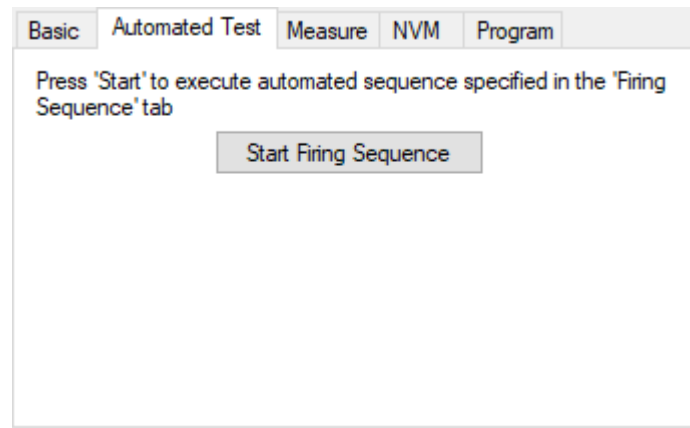 Basic Automated Test Measure NVM Program
Press 'Start' to execute automated sequence specified in the 'Firing
Sequence' tab
Start Firing Sequence